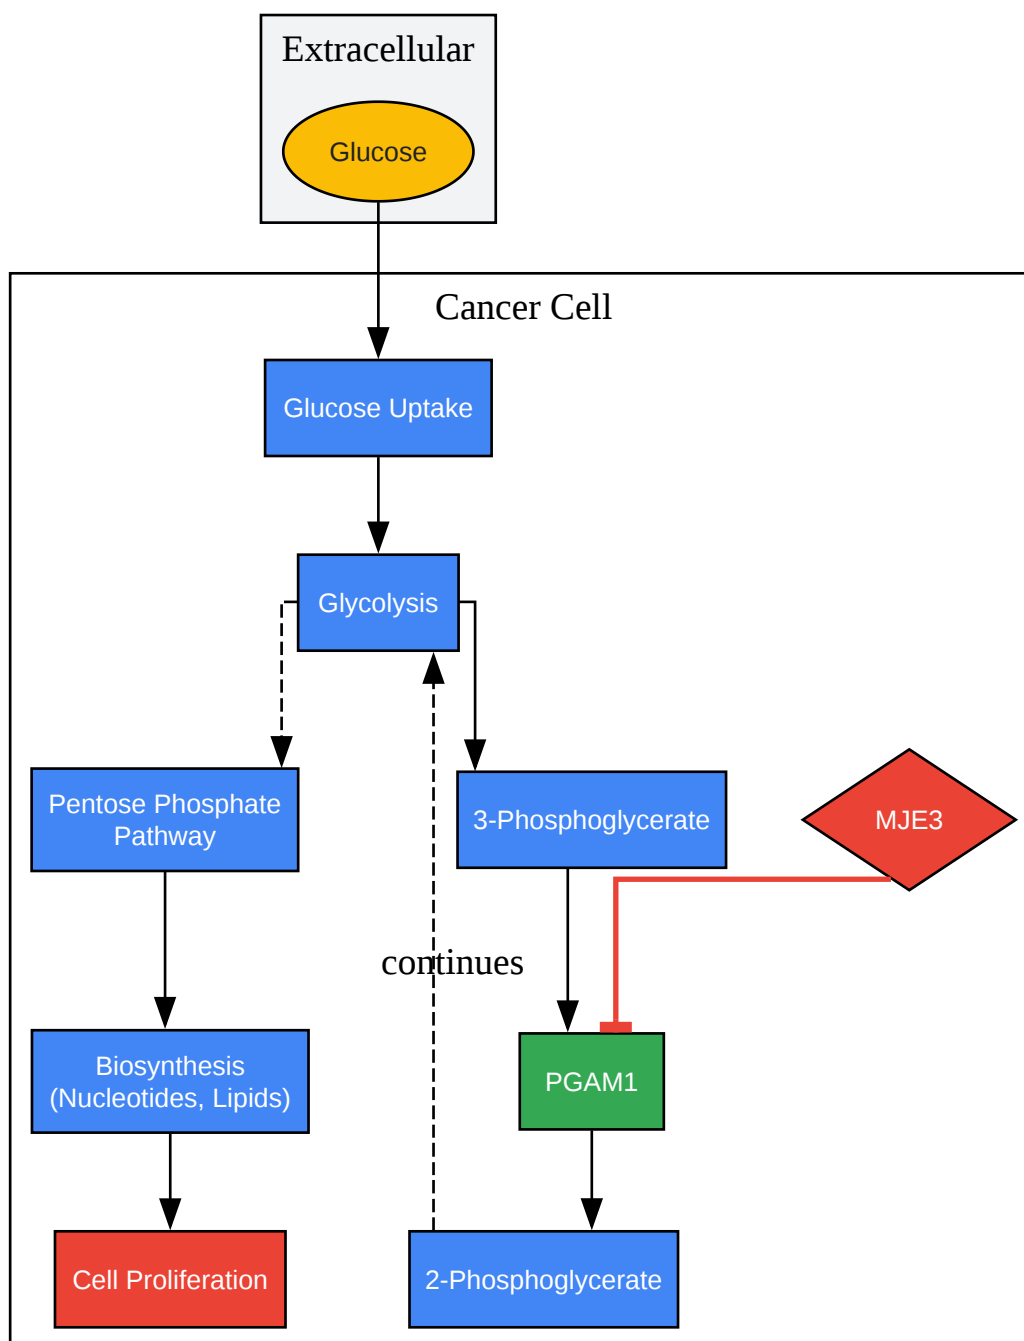 Extracellular
Glucose
Cancer Cell
Glucose Uptake
Glycolysis
Pentose Phosphate
Pathway
3-Phosphoglycerate
MJE3
continues
Biosynthesis
(Nucleotides, Lipids)
PGAM1
Cell Proliferation
2-Phosphoglycerate